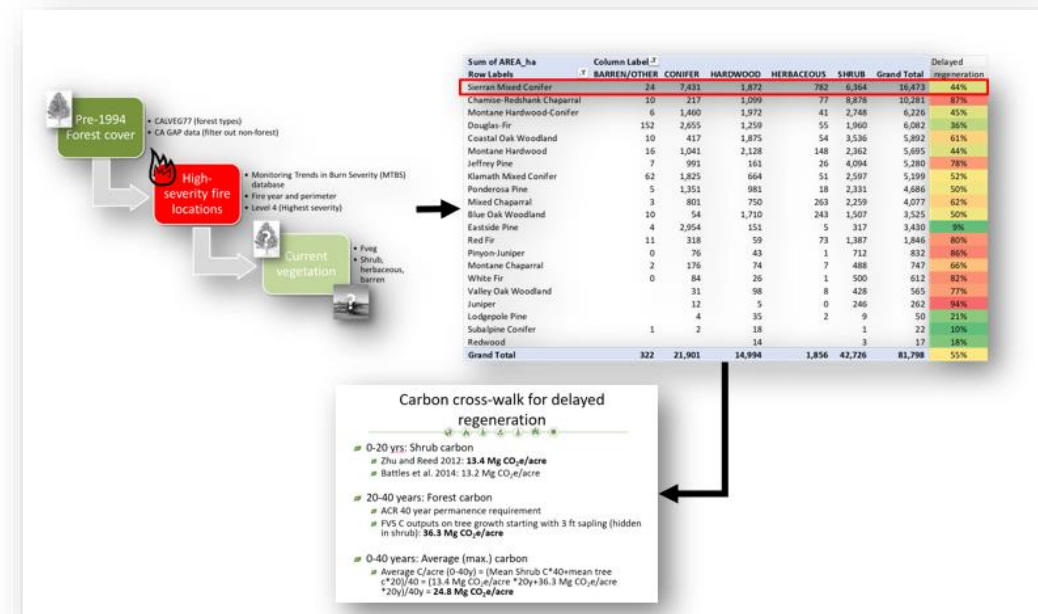 Pre-1994
Forest cover
• CALVEG77 (forest types)
• CA GAP data (filter out non-forest)
High-
severity fire
locations
• Monitoring Trends in Burn Severity (MTBS)
database
• Fire year and perimeter
• Level 4 (Highest severity)
?
Current
vegetation
• Fveg
• Shrub,
herbaceous,
barren
?
Sum of AREA_ha Column Label Delayed
Row Labels BARREN/OTHER CONIFER HARDWOOD HERBACEOUS SHRUB Grand Total regeneration
Sierran Mixed Conifer 24 7,431 1,872 782 6,364 16,473 44%
Chamise-Redshank Chaparral 10 217 1,099 77 8,878 10,281 87%
Montane Hardwood-Conifer 6 1,460 1,972 41 2,748 6,226 45%
Douglas-Fir 152 2,655 1,259 55 1,960 6,082 36%
Coastal Oak Woodland 10 417 1,875 54 3,536 5,892 61%
Montane Hardwood 16 1,041 2,128 148 2,362 5,695 44%
Jeffrey Pine 7 991 161 26 4,094 5,280 78%
Klamath Mixed Conifer 62 1,825 664 51 2,597 5,199 52%
Ponderosa Pine 5 1,351 981 18 2,331 4,686 50%
Mixed Chaparral 3 801 750 263 2,259 4,077 62%
Blue Oak Woodland 10 54 1,710 243 1,507 3,525 50%
Eastside Pine 4 2,954 151 5 317 3,430 9%
Red Fir 11 318 59 73 1,387 1,846 80%
Pinyon-Juniper 0 76 43 1 712 832 86%
Montane Chaparral 2 176 74 7 488 747 66%
White Fir 0 84 26 1 500 612 82%
Valley Oak Woodland 31 98 8 428 565 77%
Juniper 12 5 0 246 262 94%
Lodgepole Pine 4 35 2 9 50 21%
Subalpine Conifer 1 2 18 1 22 10%
Redwood 14 3 17 18%
Grand Total 322 21,901 14,994 1,856 42,726 81,798 55%
Carbon cross-walk for delayed
regeneration
0-20 yrs: Shrub carbon
Zhu and Reed 2012: 13.4 Mg CO₂e/acre
Battles et al. 2014: 13.2 Mg CO₂e/acre
20-40 years: Forest carbon
ACR 40 year permanence requirement
FVS C outputs on tree growth starting with 3 ft sapling (hidden
in shrub): 36.3 Mg CO₂e/acre
0-40 years: Average (max.) carbon
Average C/acre (0-40y) = (Mean Shrub C*40+mean tree
c*20)/40 = (13.4 Mg CO₂e/acre *20y+36.3 Mg CO₂e/acre
*20y)/40y = 24.8 Mg CO₂e/acre